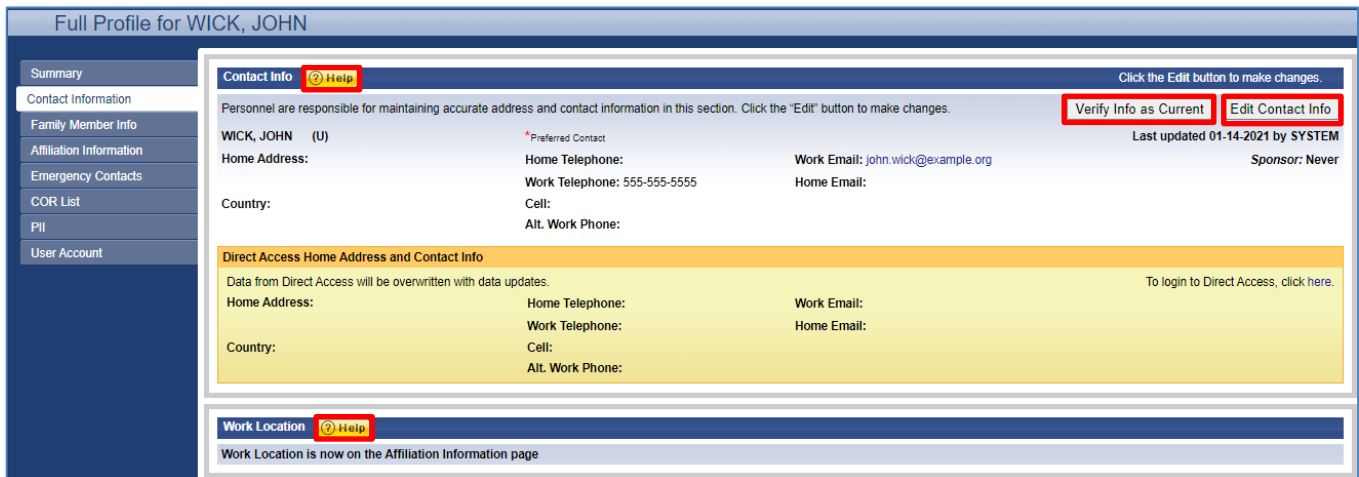 Full Profile for WICK, JOHN
Summary
Contact Information
Family Member Info
Affiliation Information
Emergency Contacts
COR List
PII
User Account
Contact Info ? Help Click the Edit button to make changes.
Personnel are responsible for maintaining accurate address and contact information in this section. Click the “Edit” button to make changes. Verify Info as Current Edit Contact Info
WICK, JOHN (U) *Preferred Contact Last updated 01-14-2021 by SYSTEM
Home Address: Home Telephone: Work Email: john.wick@example.org Sponsor: Never
Work Telephone: 555-555-5555 Home Email:
Country: Cell:
Alt. Work Phone:
Direct Access Home Address and Contact Info
Data from Direct Access will be overwritten with data updates. To login to Direct Access, click here.
Home Address: Home Telephone: Work Email:
Work Telephone: Home Email:
Country: Cell:
Alt. Work Phone:
Work Location ? Help
Work Location is now on the Affiliation Information page